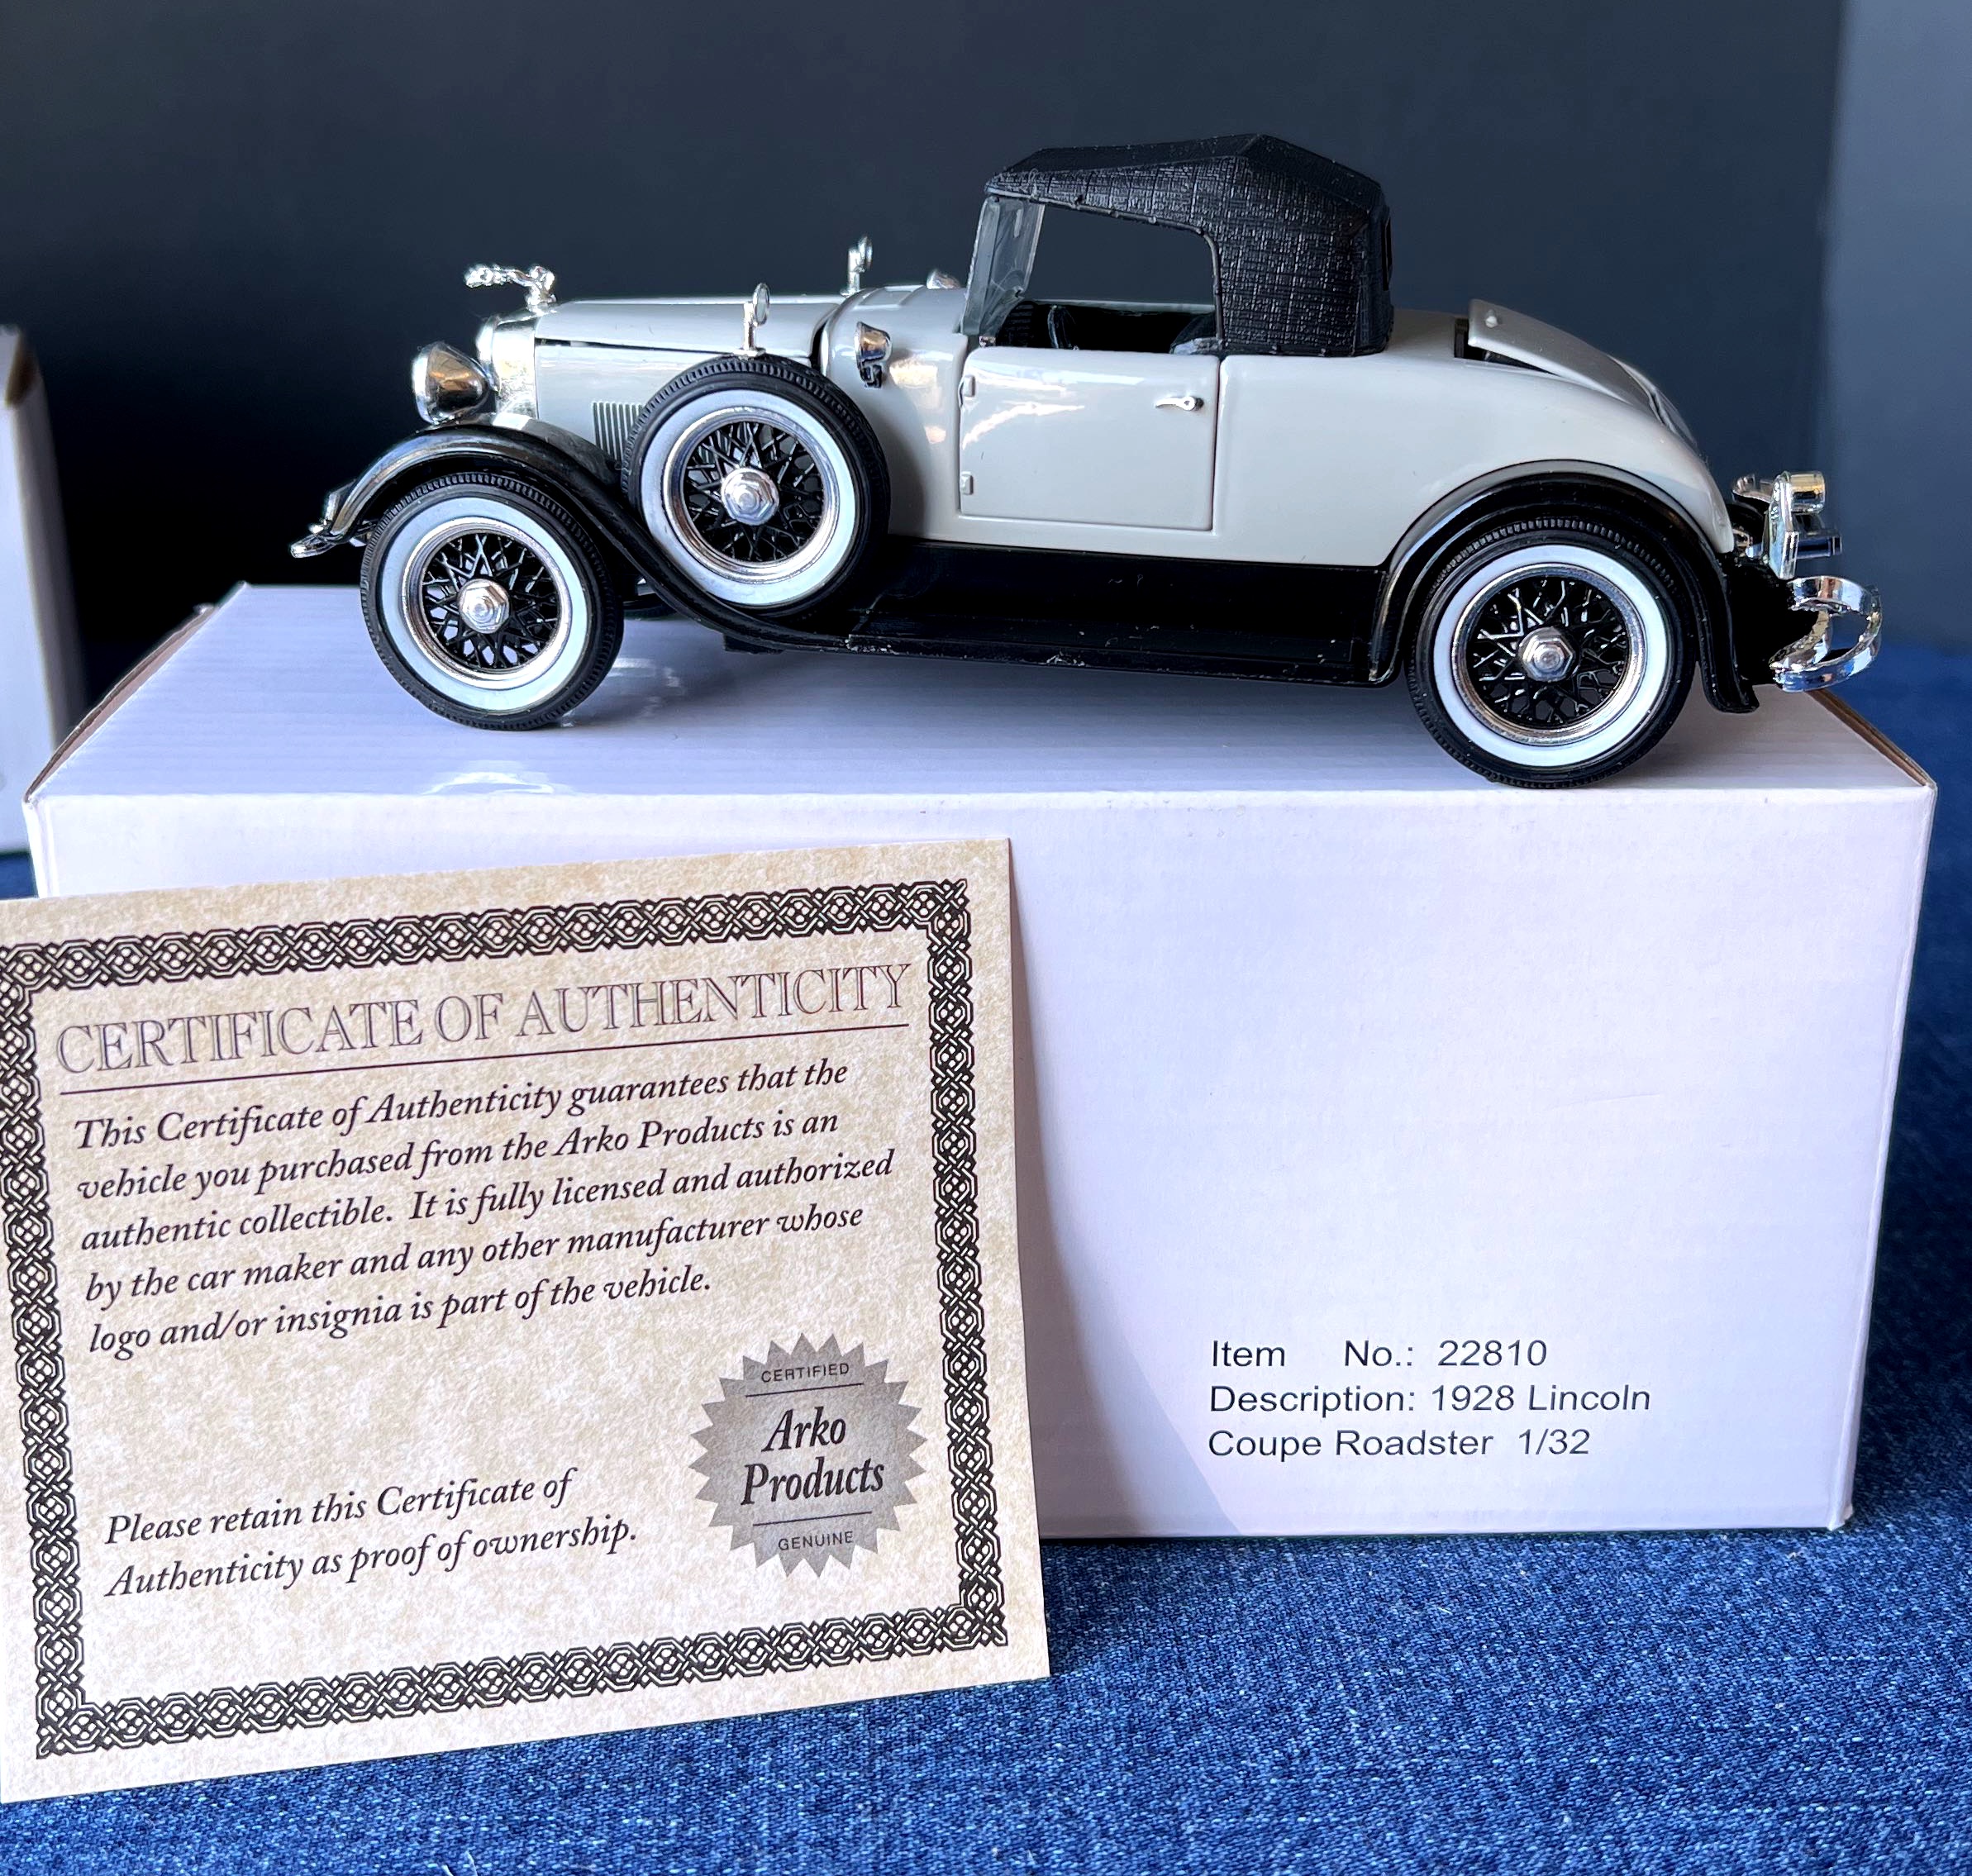 CERTIFICATE OF AUTHENTICITY
This Certificate of Authenticity guarantees that the
vehicle you purchased from the Arko Products is an
authentic collectible. It is fully licensed and authorized
by the car maker and any other manufacturer whose
logo and/or insignia is part of the vehicle.
Please retain this Certificate of
Authenticity as proof of ownership.
CERTIFIED
Arko
Products
GENUINE
Item No.: 22810
Description: 1928 Lincoln
Coupe Roadster 1/32